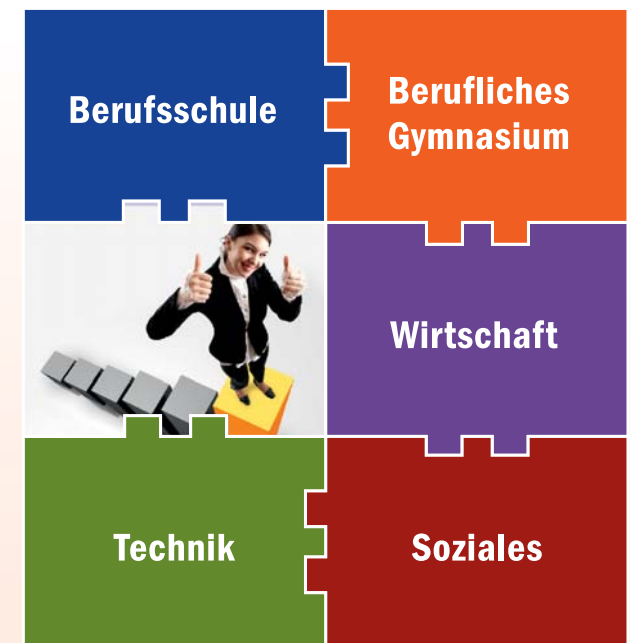 Berufsschule
Berufliches
Gymnasium
Wirtschaft
Technik
Soziales